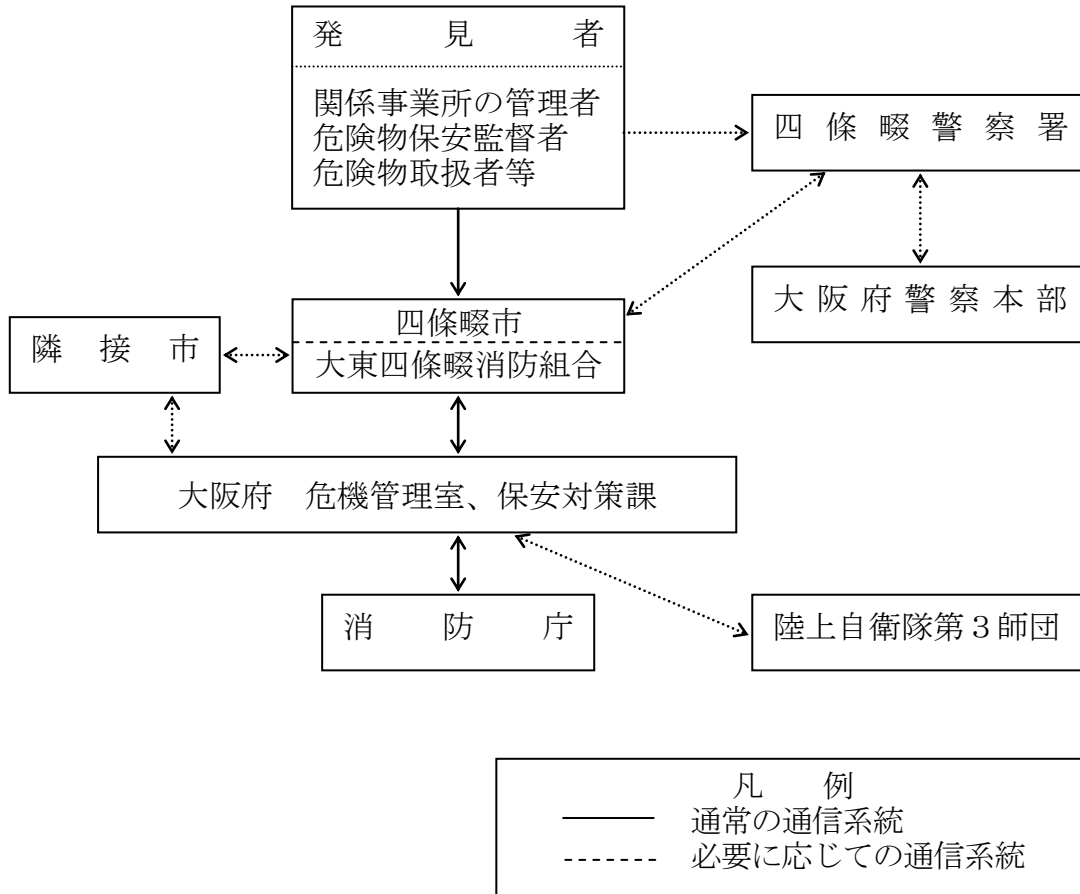 発見者
関係事業所の管理者
危険物保安監督者
危険物取扱者等
四條畷警察署
大阪府警察本部
四條畷市
大東四條畷消防組合
隣接市
大阪府 危機管理室、保安対策課
消防庁
陸上自衛隊第3師団
凡例
通常の通信系統
必要に応じての通信系統